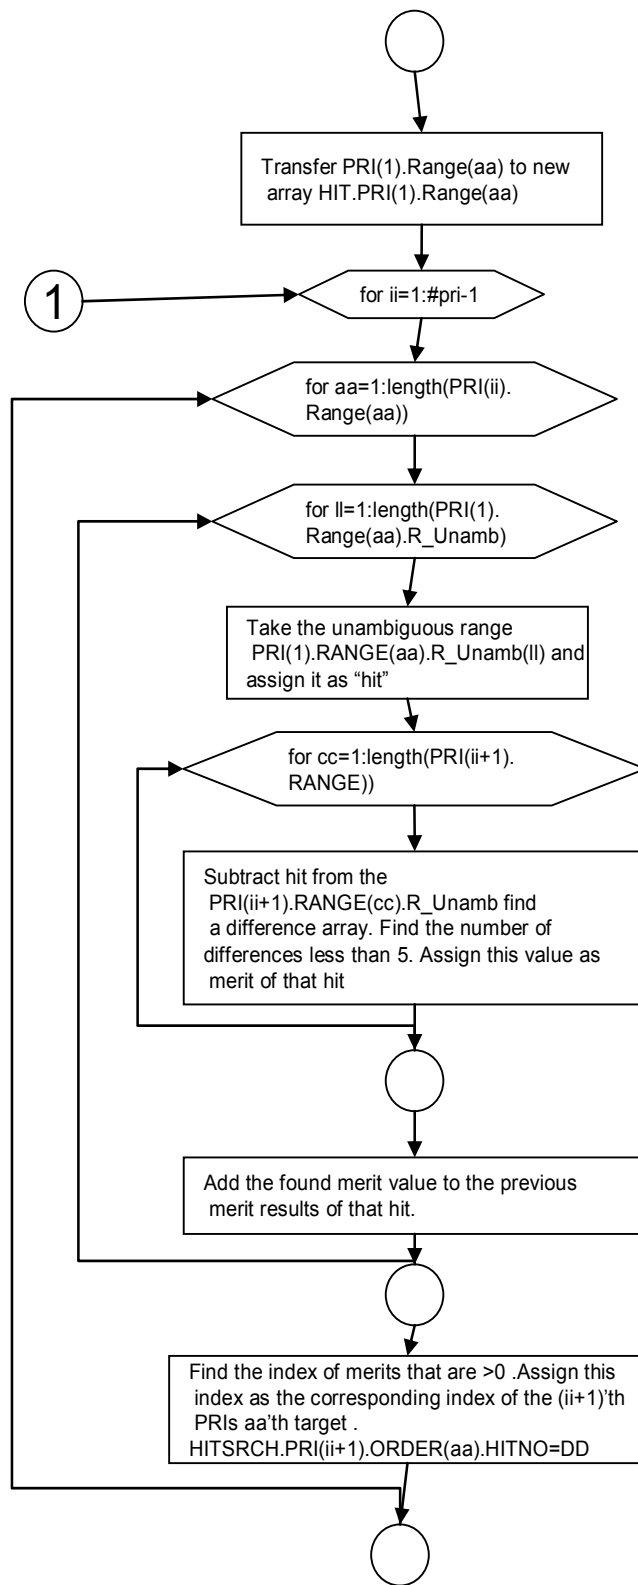 Transfer PRI(1).Range(aa) to new
array HIT.PRI(1).Range(aa)
1
for ii=1:#pri-1
for aa=1:length(PRI(ii).
Range(aa))
for ll=1:length(PRI(1).
Range(aa).R_Unamb)
Take the unambiguous range
PRI(1).RANGE(aa).R_Unamb(ll) and
assign it as “hit”
for cc=1:length(PRI(ii+1).
RANGE))
Subtract hit from the
PRI(ii+1).RANGE(cc).R_Unamb find
a difference array. Find the number of
differences less than 5. Assign this value as
merit of that hit
Add the found merit value to the previous
merit results of that hit.
Find the index of merits that are >0 .Assign this
index as the corresponding index of the (ii+1)’th
PRIs aa’th target .
HITSRCH.PRI(ii+1).ORDER(aa).HITNO=DD